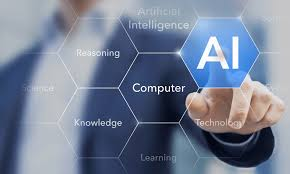 Artificial
Intelligence
AI
Reasoning
Science
Computer
Knowledge
Technology
Learning